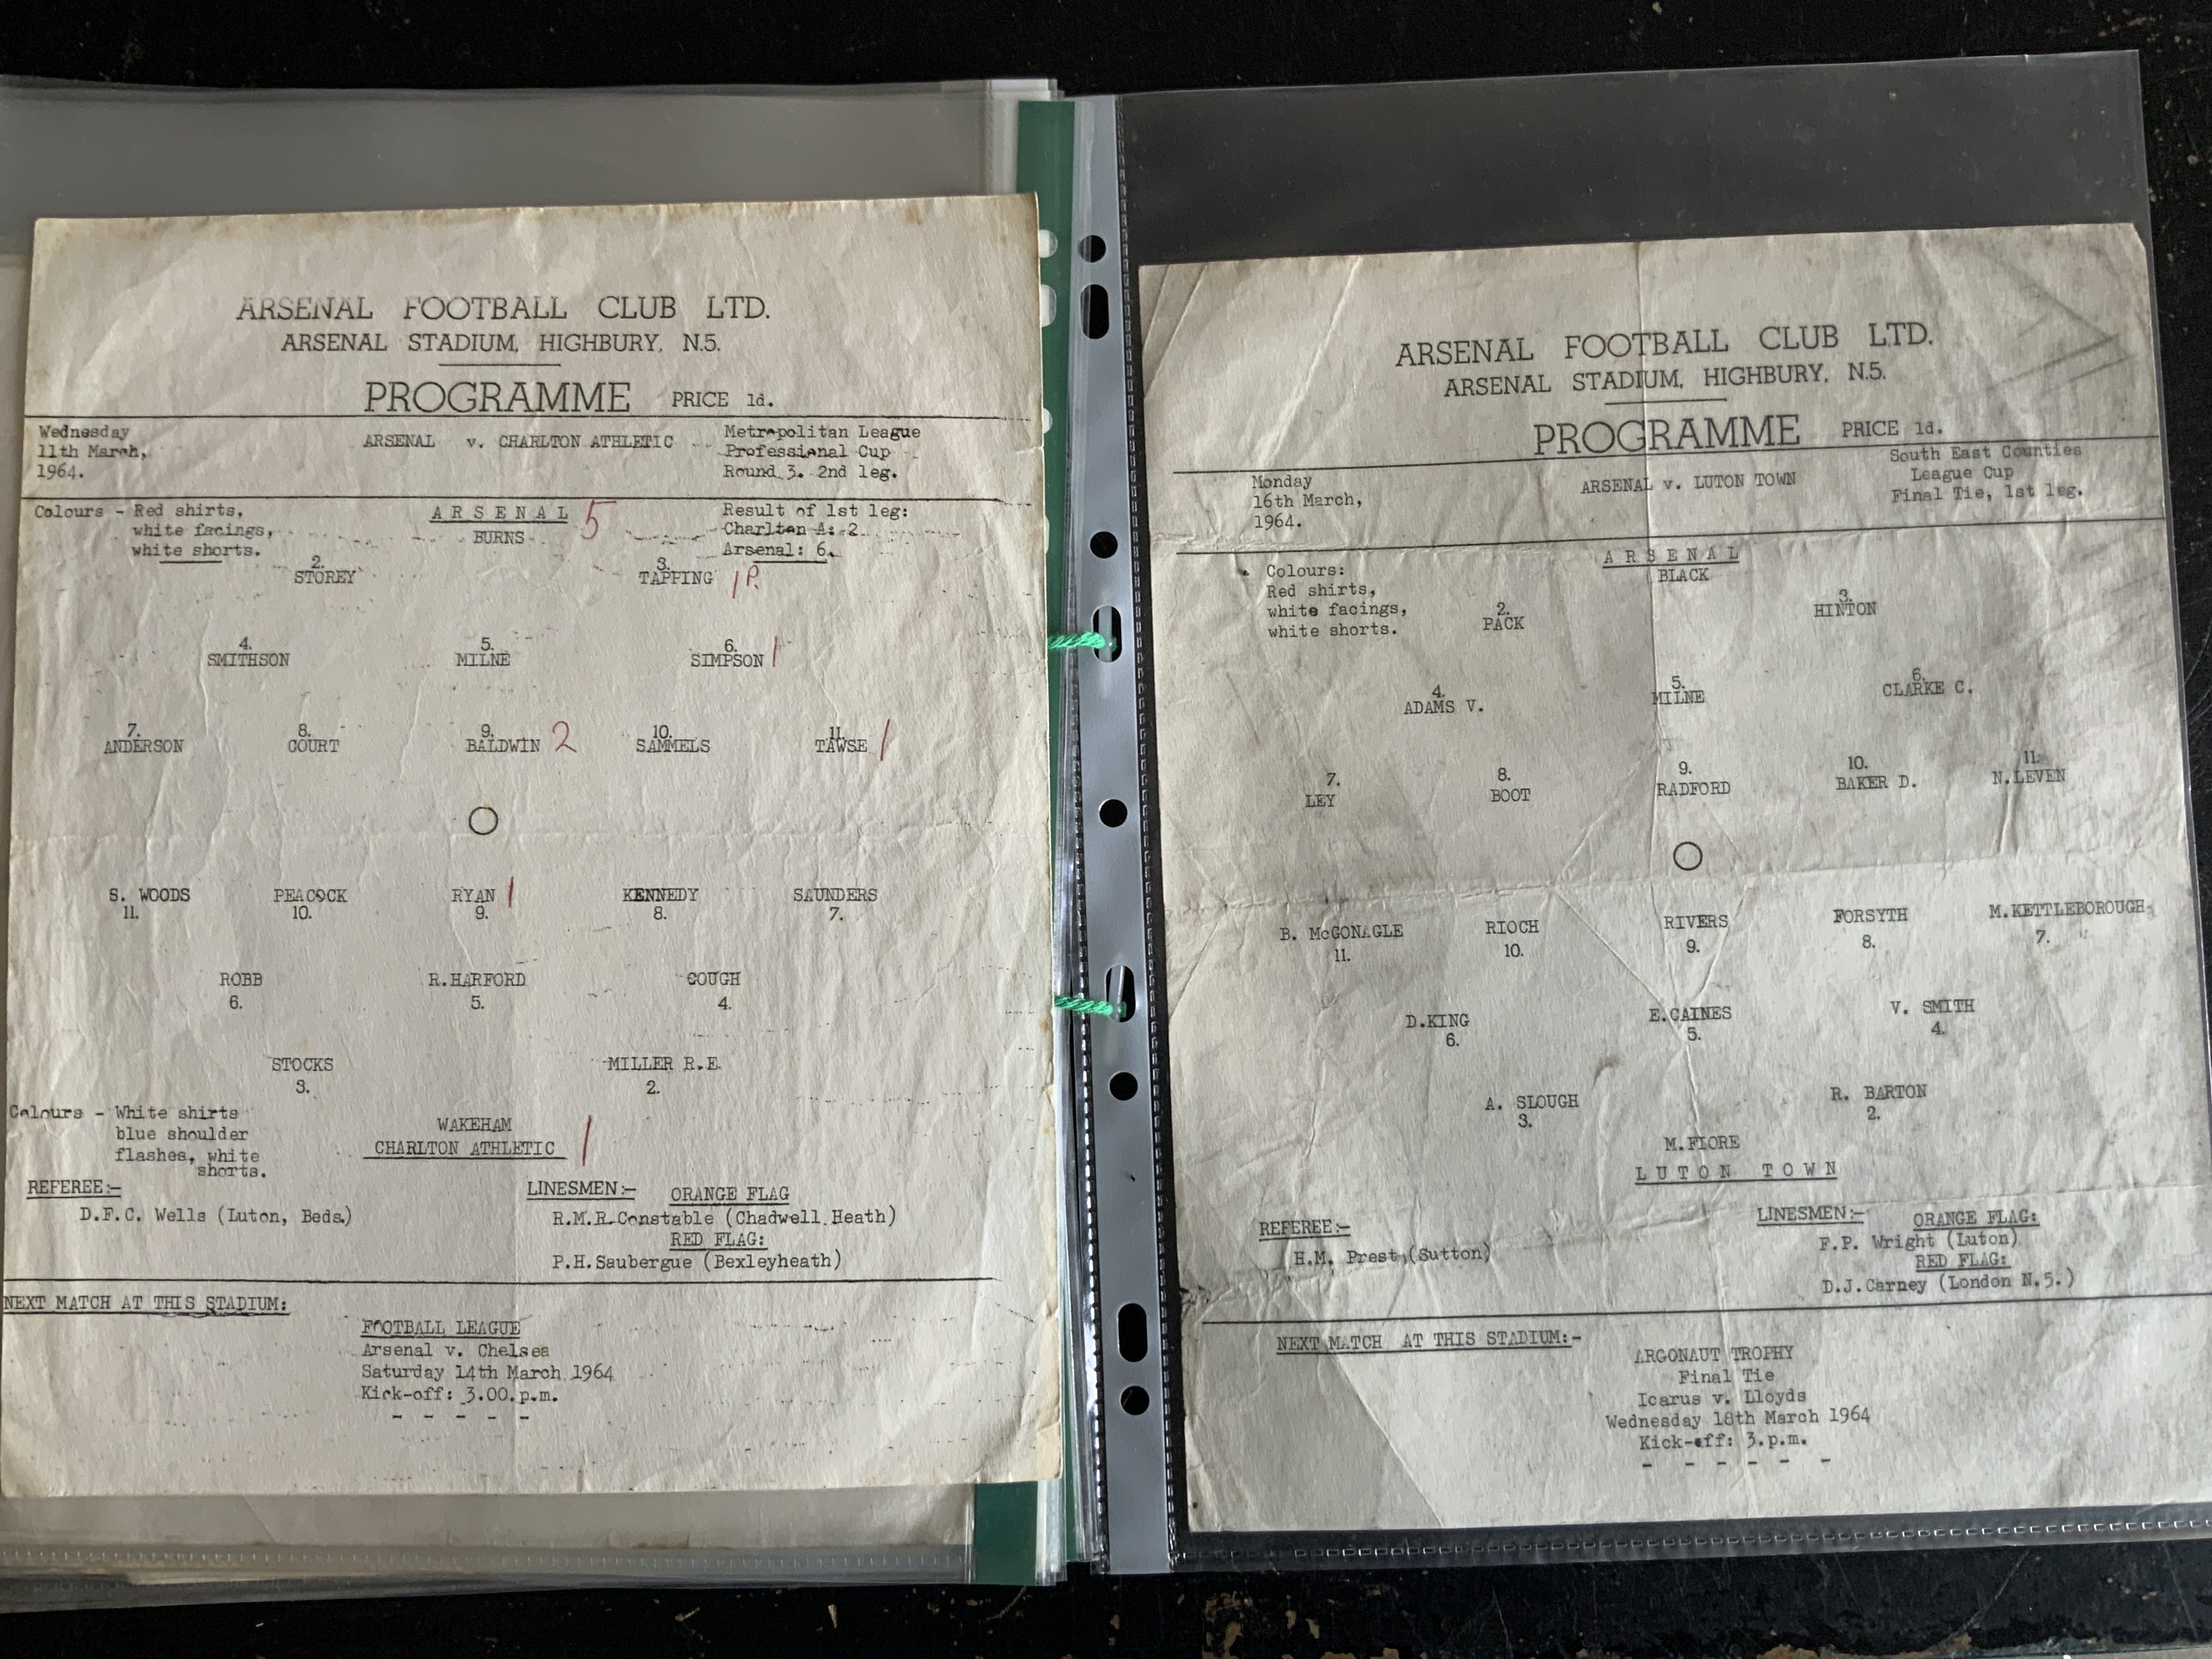 ARSENAL FOOTBALL CLUB LTD.
ARSENAL STADIUM, HIGHBURY, N.5.
PROGRAMME PRICE 1d.
Wednesday
11th March,
1964.
ARSENAL v. CHARLTON ATHLETIC
Metropolitan League
Professional Cup
Round 3. 2nd leg.
Colours - Red shirts,
white facings,
white shorts.
ARSENAL 5
BURNS
Result of 1st leg:
Charlton A: 2
Arsenal: 6.
2. 3.
STOREY TAPPING 1P.
4. 5. 6.
SMITHSON MILNE SIMPSON 1
7. 8. 9. 10. 11.
ANDERSON COURT BALDWIN 2 SAMMELS TAWSE 1
S. WOODS PEACOCK RYAN 1 KENNEDY SAUNDERS
11. 10. 9. 8. 7.
ROBB R.HARFORD GOUGH
6. 5. 4.
STOCKS MILLER R.E.
3. 2.
Colours - White shirts
blue shoulder
flashes, white
shorts.
WAKEHAM
CHARLTON ATHLETIC 1
REFEREE:-
D.F.C. Wells (Luton, Beds.)
LINESMEN:- ORANGE FLAG
R.M.R.Constable (Chadwell Heath)
RED FLAG:
P.H.Saubergue (Bexleyheath)
NEXT MATCH AT THIS STADIUM:
FOOTBALL LEAGUE
Arsenal v. Chelsea
Saturday 14th March 1964
Kick-off: 3.00.p.m.
- - - - -
ARSENAL FOOTBALL CLUB LTD.
ARSENAL STADIUM, HIGHBURY, N.5.
PROGRAMME PRICE 1d.
Monday
16th March,
1964.
ARSENAL v. LUTON TOWN
South East Counties
League Cup
Final Tie, 1st leg.
Colours:
Red shirts,
white facings,
white shorts.
ARSENAL
BLACK
2. 3.
PACK HINTON
4. 5. 6.
ADAMS V. MILNE CLARKE C.
7. 8. 9. 10. 11.
LEY BOOT RADFORD BAKER D. N.LEVEN
B. McGONAGLE RIOCH RIVERS FORSYTH M.KETTLEBOROUGH
11. 10. 9. 8. 7.
D.KING E.CAINES V. SMITH
6. 5. 4.
A. SLOUGH R. BARTON
3. 2.
M.FIORE
LUTON TOWN
REFEREE:-
H.M. Prest (Sutton)
LINESMEN:- ORANGE FLAG:
F.P. Wright (Luton)
RED FLAG:
D.J.Carney (London N.5.)
NEXT MATCH AT THIS STADIUM:-
ARGONAUT TROPHY
Final Tie
Icarus v. Lloyds
Wednesday 18th March 1964
Kick-off: 3.p.m.
- - - - -